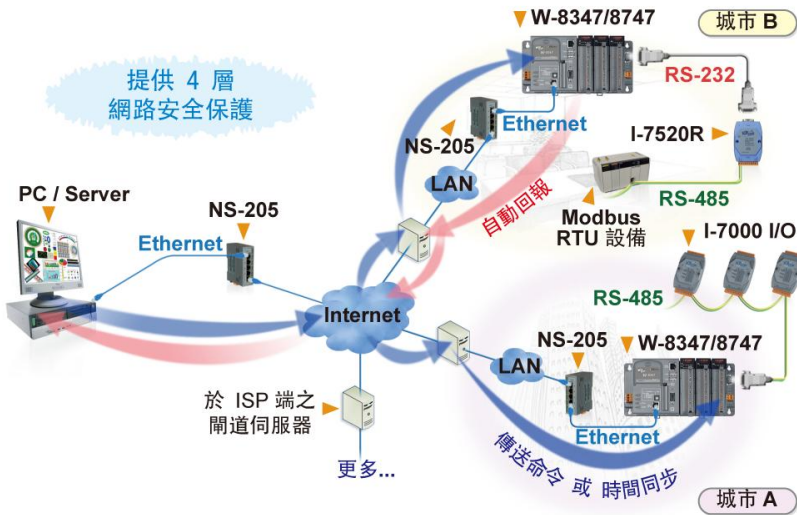 W-8347/8747
城市 B
提供 4 層
網路安全保護
RS-232
NS-205
Ethernet
I-7520R
LAN
RS-485
Modbus
RTU 設備
自動回報
PC / Server
NS-205
Ethernet
I-7000 I/O
RS-485
Internet
NS-205
W-8347/8747
LAN
於 ISP 端之
閘道伺服器
Ethernet
更多...
傳送命令 或 時間同步
城市 A